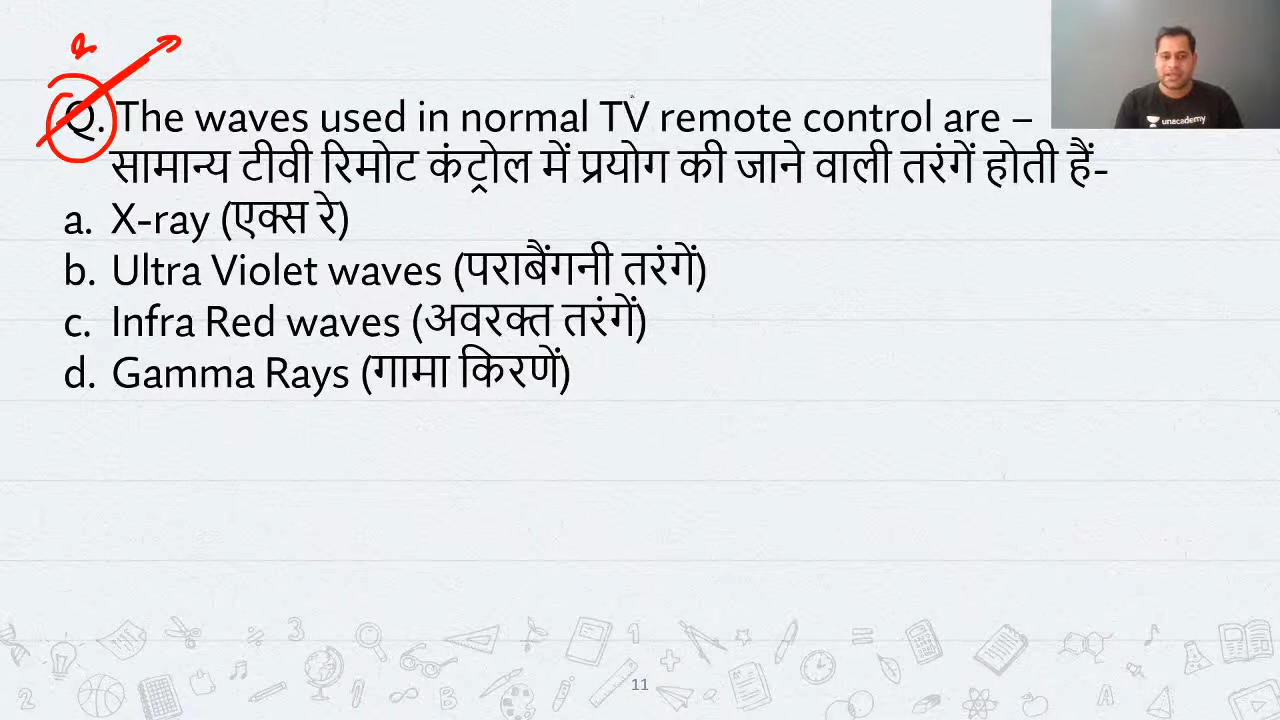 unacademy
Q. The waves used in normal TV remote control are –
सामान्य टीवी रिमोट कंट्रोल में प्रयोग की जाने वाली तरंगें होती हैं-
a. X-ray (एक्स रे)
b. Ultra Violet waves (पराबैंगनी तरंगें)
c. Infra Red waves (अवरक्त तरंगें)
d. Gamma Rays (गामा किरणें)
11